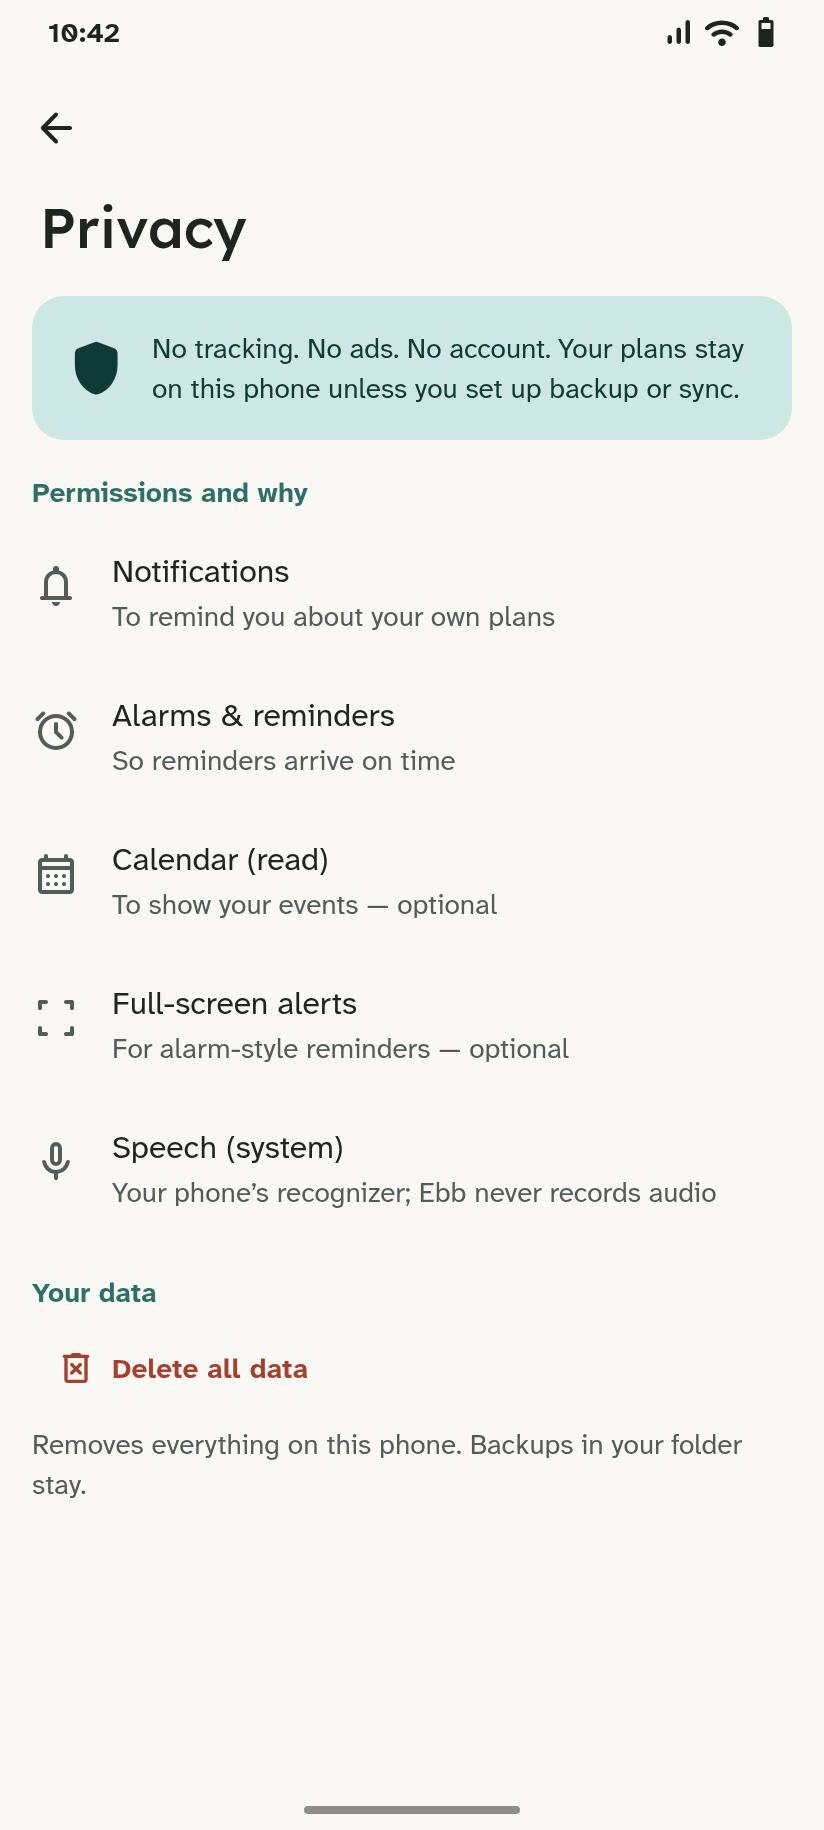 10:42
Privacy
No tracking. No ads. No account. Your plans stay
on this phone unless you set up backup or sync.
Permissions and why
Notifications
To remind you about your own plans
Alarms & reminders
So reminders arrive on time
Calendar (read)
To show your events — optional
Full-screen alerts
For alarm-style reminders — optional
Speech (system)
Your phone’s recognizer; Ebb never records audio
Your data
Delete all data
Removes everything on this phone. Backups in your folder
stay.